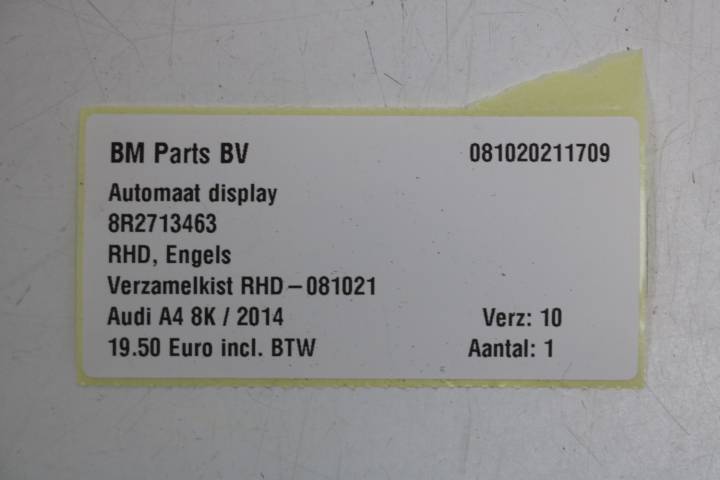 BM Parts BV 081020211709
Automaat display
8R2713463
RHD, Engels
Verzamelkist RHD-081021
Audi A4 8K / 2014 Verz: 10
19.50 Euro incl. BTW Aantal: 1